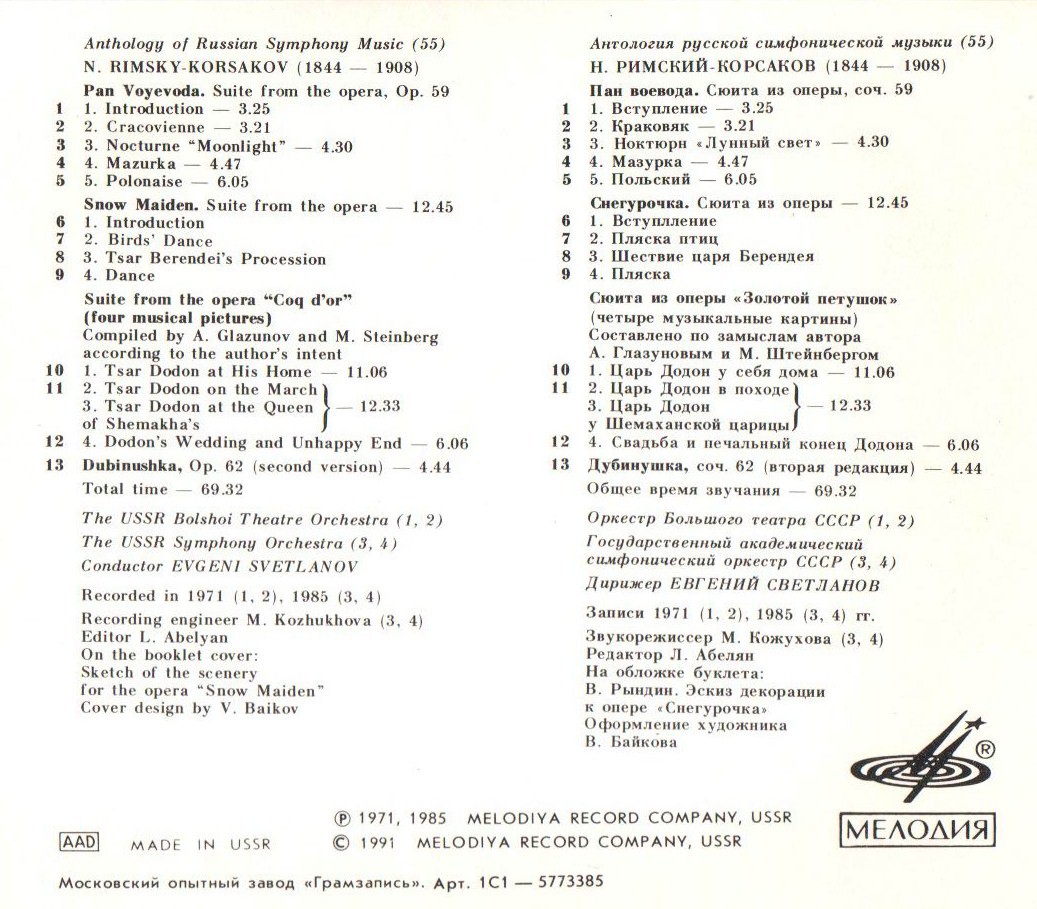 Anthology of Russian Symphony Music (55)
N. RIMSKY-KORSAKOV (1844 — 1908)
Pan Voyevoda. Suite from the opera, Op. 59
1 1. Introduction — 3.25
2 2. Cracovienne — 3.21
3 3. Nocturne “Moonlight” — 4.30
4 4. Mazurka — 4.47
5 5. Polonaise — 6.05
Snow Maiden. Suite from the opera — 12.45
6 1. Introduction
7 2. Birds' Dance
8 3. Tsar Berendei's Procession
9 4. Dance
Suite from the opera “Coq d'or”
(four musical pictures)
Compiled by A. Glazunov and M. Steinberg
according to the author's intent
10 1. Tsar Dodon at His Home — 11.06
11 2. Tsar Dodon on the March
3. Tsar Dodon at the Queen } — 12.33
of Shemakha's
12 4. Dodon's Wedding and Unhappy End — 6.06
13 Dubinushka, Op. 62 (second version) — 4.44
Total time — 69.32
The USSR Bolshoi Theatre Orchestra (1, 2)
The USSR Symphony Orchestra (3, 4)
Conductor EVGENI SVETLANOV
Recorded in 1971 (1, 2), 1985 (3, 4)
Recording engineer M. Kozhukhova (3, 4)
Editor L. Abelyan
On the booklet cover:
Sketch of the scenery
for the opera “Snow Maiden”
Cover design by V. Baikov
Антология русской симфонической музыки (55)
Н. РИМСКИЙ-КОРСАКОВ (1844 — 1908)
Пан воевода. Сюита из оперы, соч. 59
1 1. Вступление — 3.25
2 2. Краковяк — 3.21
3 3. Ноктюрн «Лунный свет» — 4.30
4 4. Мазурка — 4.47
5 5. Польский — 6.05
Снегурочка. Сюита из оперы — 12.45
6 1. Вступлление
7 2. Пляска птиц
8 3. Шествие царя Берендея
9 4. Пляска
Сюита из оперы «Золотой петушок»
(четыре музыкальные картины)
Составлено по замыслам автора
А. Глазуновым и М. Штейнбергом
10 1. Царь Додон у себя дома — 11.06
11 2. Царь Додон в походе
3. Царь Додон } — 12.33
у Шемаханской царицы
12 4. Свадьба и печальный конец Додона — 6.06
13 Дубинушка, соч. 62 (вторая редакция) — 4.44
Общее время звучания — 69.32
Оркестр Большого театра СССР (1, 2)
Государственный академический
симфонический оркестр СССР (3, 4)
Дирижер ЕВГЕНИЙ СВЕТЛАНОВ
Записи 1971 (1, 2), 1985 (3, 4) гг.
Звукорежиссер М. Кожухова (3, 4)
Редактор Л. Абелян
На обложке буклета:
В. Рындин. Эскиз декорации
к опере «Снегурочка»
Оформление художника
В. Байкова
®
МЕЛОДИЯ
℗ 1971, 1985 MELODIYA RECORD COMPANY, USSR
AAD MADE IN USSR © 1991 MELODIYA RECORD COMPANY, USSR
Московский опытный завод «Грамзапись». Арт. 1С1 — 5773385